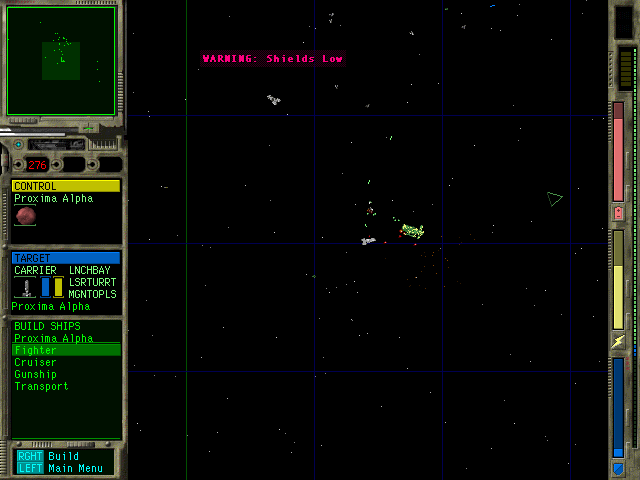 WARNING: Shields Low
276
CONTROL
Proxima Alpha
TARGET
CARRIER LNCHBAY
LSRTURRT
MGNTOPLS
Proxima Alpha
BUILD SHIPS
Proxima Alpha
Fighter
Cruiser
Gunship
Transport
RGHT Build
LEFT Main Menu